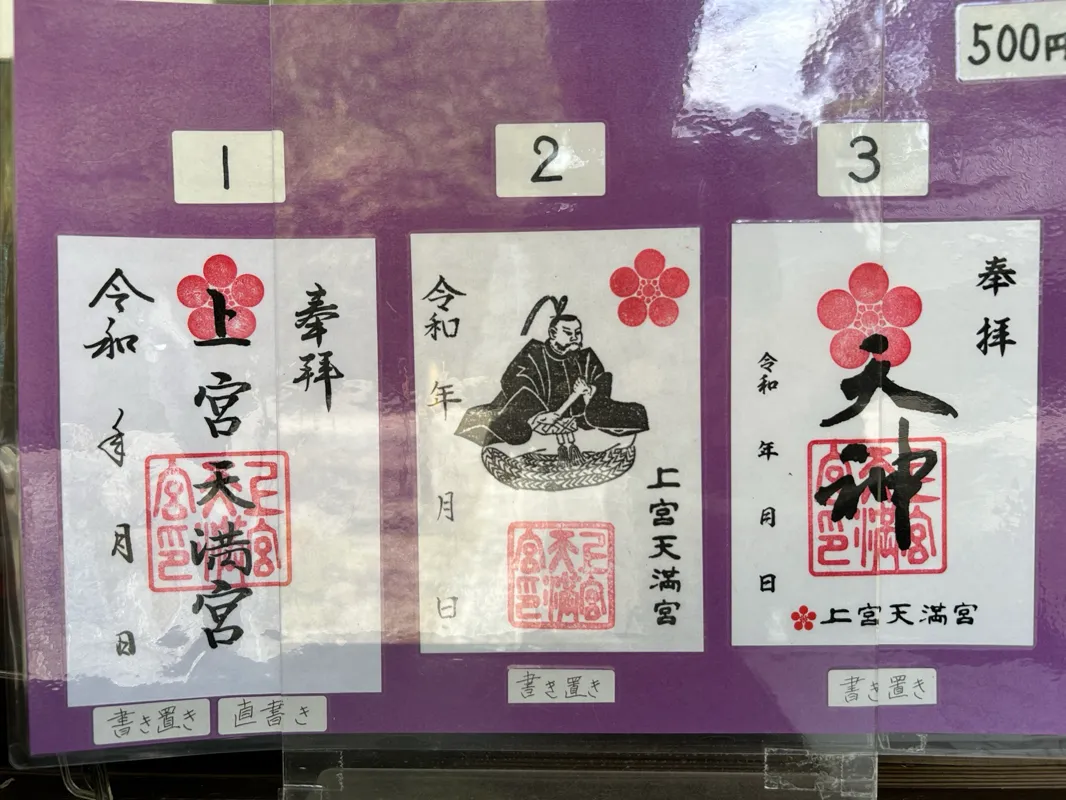 500円
1
2
3
奉拝
上宮天満宮
令和 年 月 日
上宮天満宮印
書き置き
直書き
令和 年 月 日
上宮天満宮
上宮天満宮印
書き置き
奉拝
天神
令和 年 月 日
上宮天満宮印
上宮天満宮
書き置き